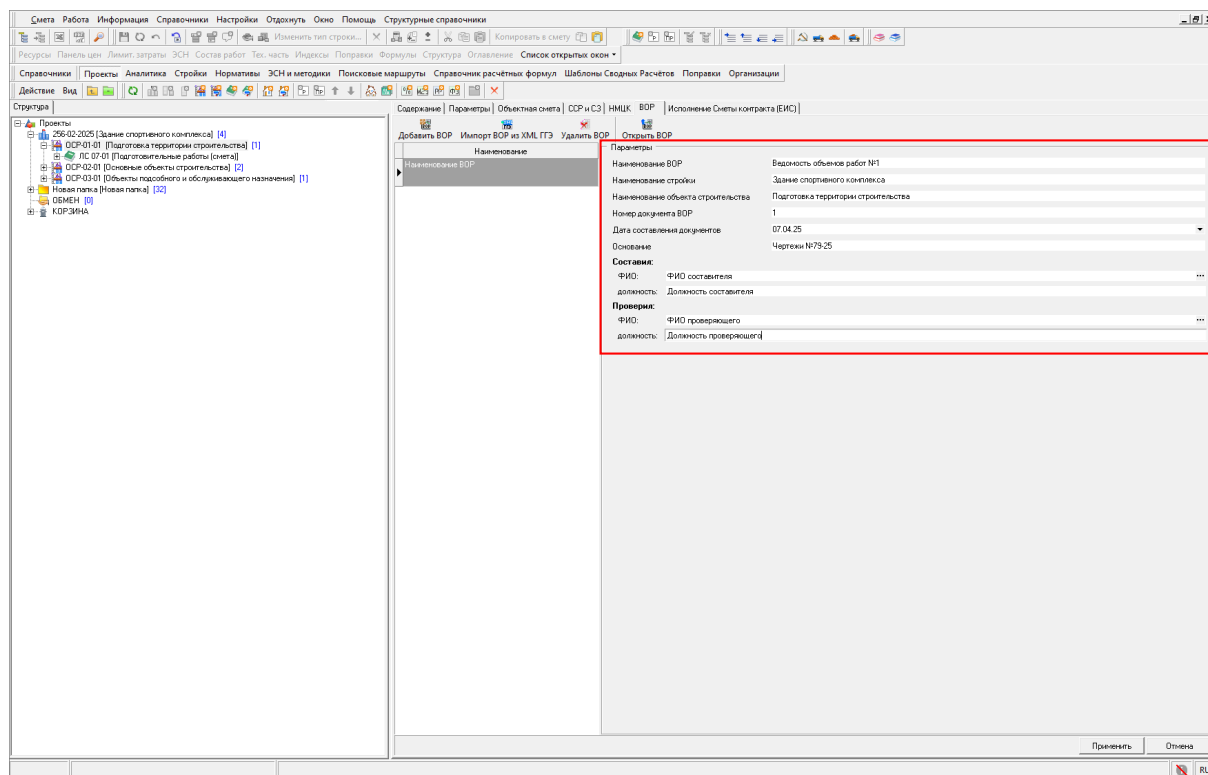 Смета Работа Информация Справочники Настройки Отдохнуть Окно Помощь Структурные справочники
Изменить тип строки... Копировать в смету
Ресурсы Панель цен Лимит. затраты ЭСН Состав работ Тех. часть Индексы Поправки Формулы Структура Оглавление Список открытых окон
Справочники Проекты Аналитика Стройки Нормативы ЭСН и методики Поисковые маршруты Справочник расчётных формул Шаблоны Сводных Расчётов Поправки Организации
Действие Вид
Структура
Проекты
256-02-2025 [Здание спортивного комплекса] [4]
ОСР-01-01 [Подготовка территории строительства] [1]
ЛС 07-01 [Подготовительные работы (смета)]
ОСР-02-01 [Основные объекты строительства] [2]
ОСР-03-01 [Объекты подсобного и обслуживающего назначения] [1]
Новая папка [Новая папка] [32]
ОБМЕН [0]
КОРЗИНА
Содержание Параметры Объектная смета ССР и СЗ НМЦК ВОР Исполнение Сметы контракта (ЕИС)
Добавить ВОР Импорт ВОР из XML ГГЭ Удалить ВОР Открыть ВОР
Наименование
Наименование ВОР
Параметры
Наименование ВОР Ведомость объемов работ №1
Наименование стройки Здание спортивного комплекса
Наименование объекта строительства Подготовка территории строительства
Номер документа ВОР 1
Дата составления документов 07.04.25
Основание Чертежи №79-25
Составил:
ФИО: ФИО составителя ...
должность: Должность составителя
Проверил:
ФИО: ФИО проверяющего ...
должность: Должность проверяющего
Применить Отмена
RU